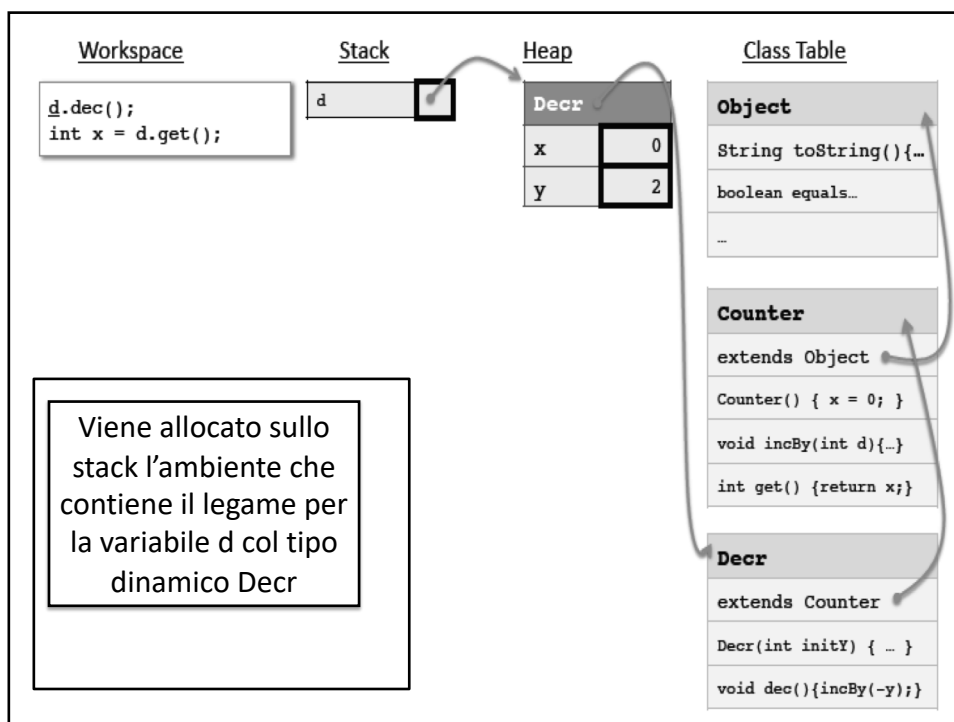 Workspace
Stack
Heap
Class Table
d.dec();
int x = d.get();
d
Decr
x
0
y
2
Object
String toString(){…
boolean equals…
…
Counter
extends Object
Counter() { x = 0; }
void incBy(int d){…}
int get() {return x;}
Decr
extends Counter
Decr(int initY) { … }
void dec(){incBy(-y);}
Viene allocato sullo
stack l’ambiente che
contiene il legame per
la variabile d col tipo
dinamico Decr